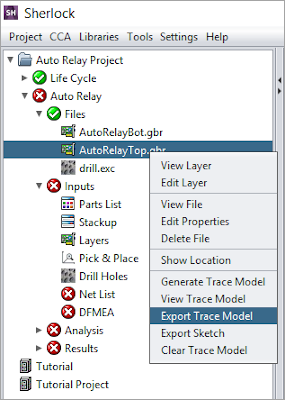 SH Sherlock
Project CCA Libraries Tools Settings Help
Auto Relay Project
Life Cycle
Auto Relay
Files
AutoRelayBot.gbr
AutoRelayTop.gbr
drill.exc
Inputs
Parts List
Stackup
Layers
Pick & Place
Drill Holes
Net List
DFMEA
Analysis
Results
Tutorial
Tutorial Project
View Layer
Edit Layer
View File
Edit Properties
Delete File
Show Location
Generate Trace Model
View Trace Model
Export Trace Model
Export Sketch
Clear Trace Model